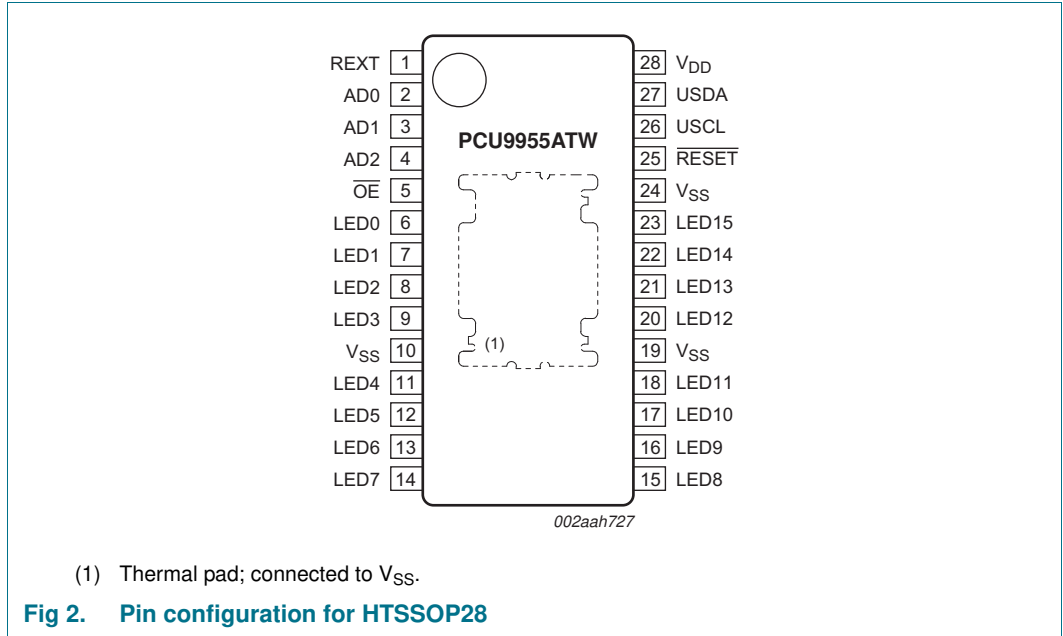 REXT 1 28 VDD
AD0 2 27 USDA
AD1 3 26 USCL
PCU9955ATW
AD2 4 25 RESET
OE 5 24 VSS
LED0 6 23 LED15
LED1 7 22 LED14
LED2 8 21 LED13
LED3 9 20 LED12
VSS 10 (1) 19 VSS
LED4 11 18 LED11
LED5 12 17 LED10
LED6 13 16 LED9
LED7 14 15 LED8
002aah727
(1) Thermal pad; connected to VSS.
Fig 2. Pin configuration for HTSSOP28